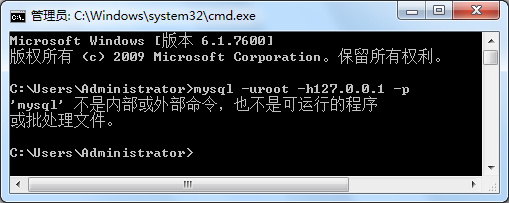 管理员: C:\Windows\system32\cmd.exe
Microsoft Windows [版本 6.1.7600]
版权所有 (c) 2009 Microsoft Corporation。保留所有权利。
C:\Users\Administrator>mysql -uroot -h127.0.0.1 -p
'mysql' 不是内部或外部命令，也不是可运行的程序
或批处理文件。
C:\Users\Administrator>